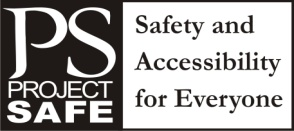 PS
PROJECT
SAFE
Safety and
Accessibility
for Everyone